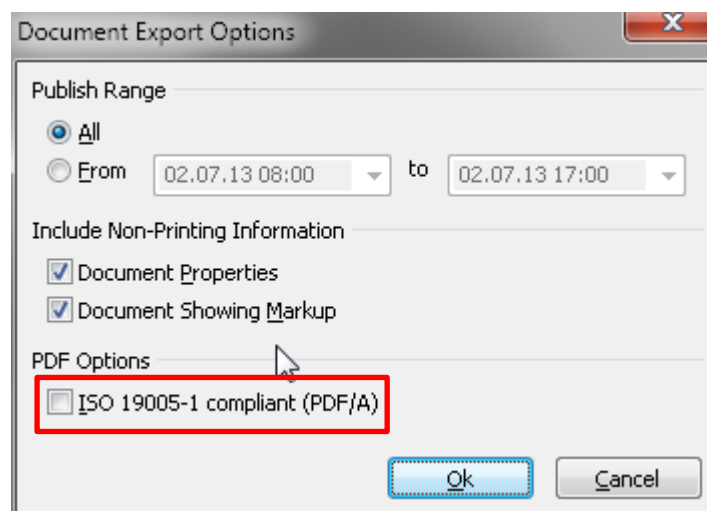 Document Export Options
Publish Range
All
From 02.07.13 08:00 to 02.07.13 17:00
Include Non-Printing Information
Document Properties
Document Showing Markup
PDF Options
ISO 19005-1 compliant (PDF/A)
Ok Cancel